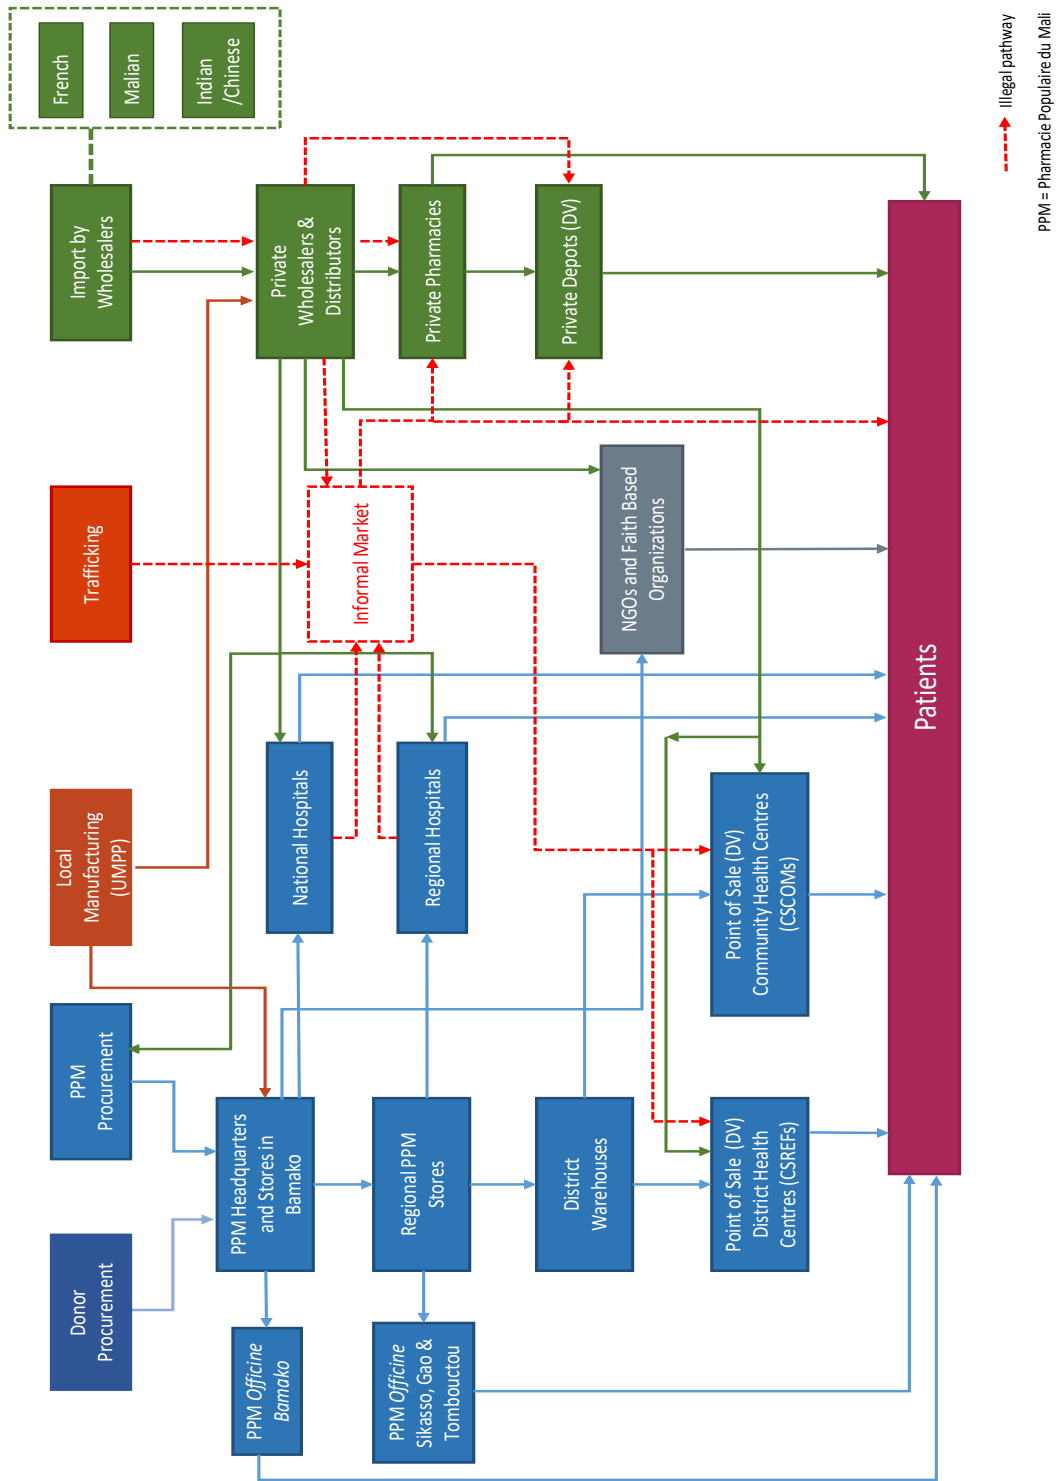 Donor
Procurement
PPM
Procurement
Local
Manufacturing
(UMPP)
Trafficking
Import by
Wholesalers
French
Malian
Indian
/Chinese
PPM Officine
Bamako
PPM Headquarters
and Stores in
Bamako
National Hospitals
Informal Market
Private
Wholesalers &
Distributors
PPM Officine
Sikasso, Gao &
Tombouctou
Regional PPM
Stores
Regional Hospitals
Private Pharmacies
District
Warehouses
Private Depots (DV)
NGOs and Faith Based
Organizations
Point of Sale (DV)
District Health
Centres (CSREFs)
Point of Sale (DV)
Community Health Centres
(CSCOMs)
Patients
Illegal pathway
PPM = Pharmacie Populaire du Mali